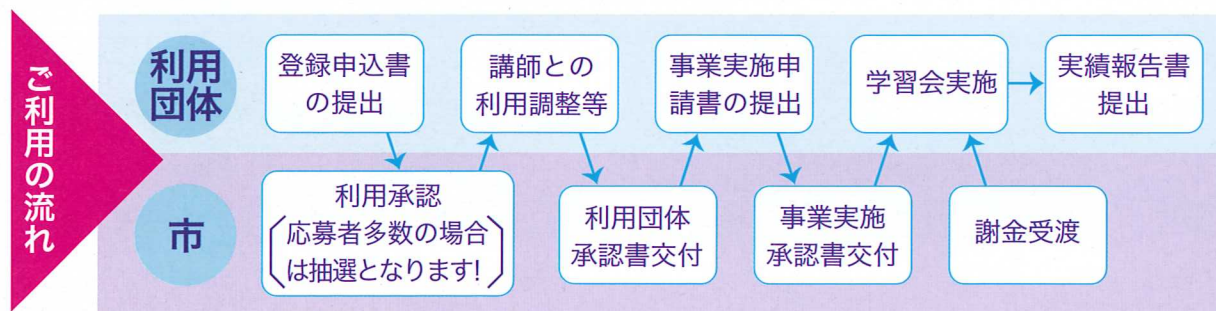 ご利用の流れ
利用
団体
登録申込書
の提出
講師との
利用調整等
事業実施申
請書の提出
学習会実施
実績報告書
提出
市
利用承認
(応募者多数の場合
は抽選となります!)
利用団体
承認書交付
事業実施
承認書交付
謝金受渡